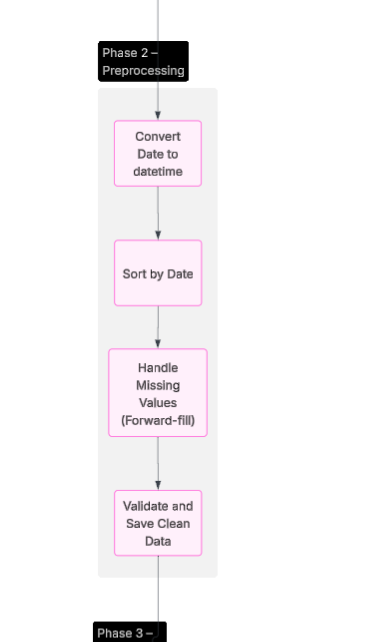 Phase 2 –
Preprocessing
Convert
Date to
datetime
Sort by Date
Handle
Missing
Values
(Forward-fill)
Validate and
Save Clean
Data
Phase 3 –